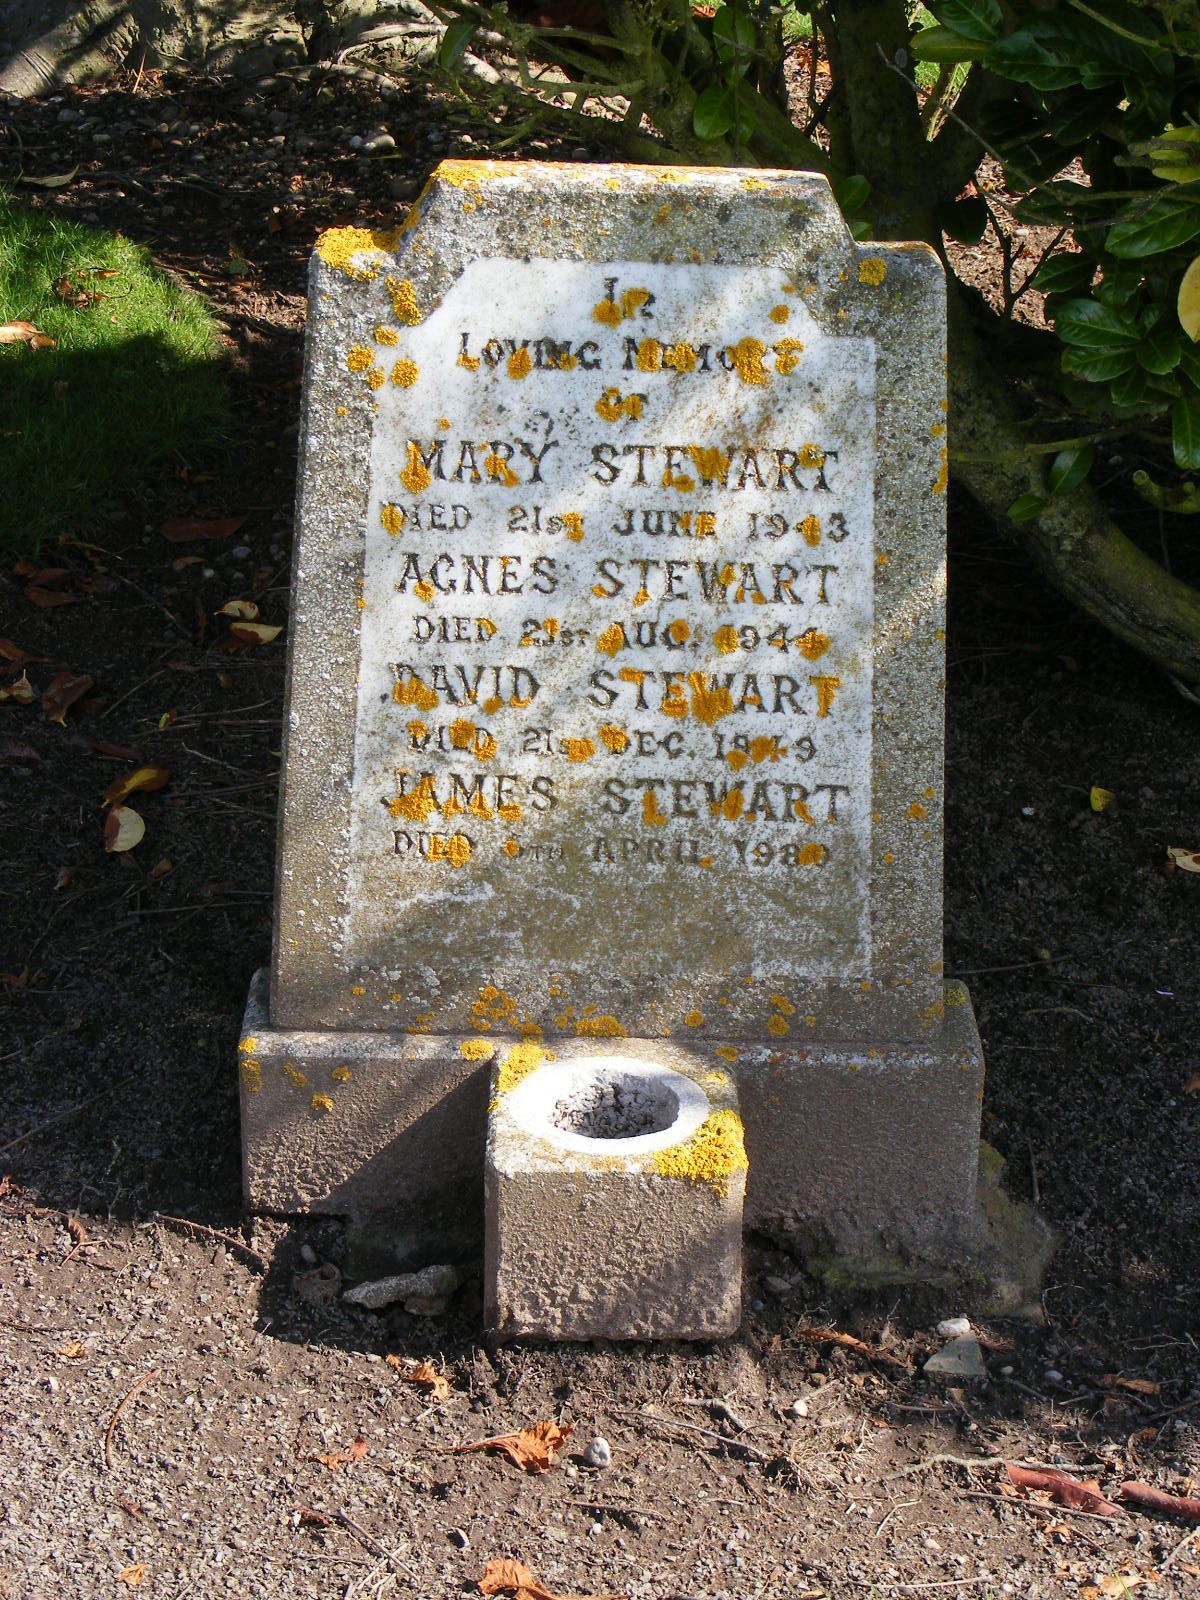 In
LOVING MEMORY
OF
MARY STEWART
DIED 21st JUNE 1943
AGNES STEWART
DIED 21st AUG. 1944
DAVID STEWART
DIED 21st DEC. 1949
JAMES STEWART
DIED APRIL